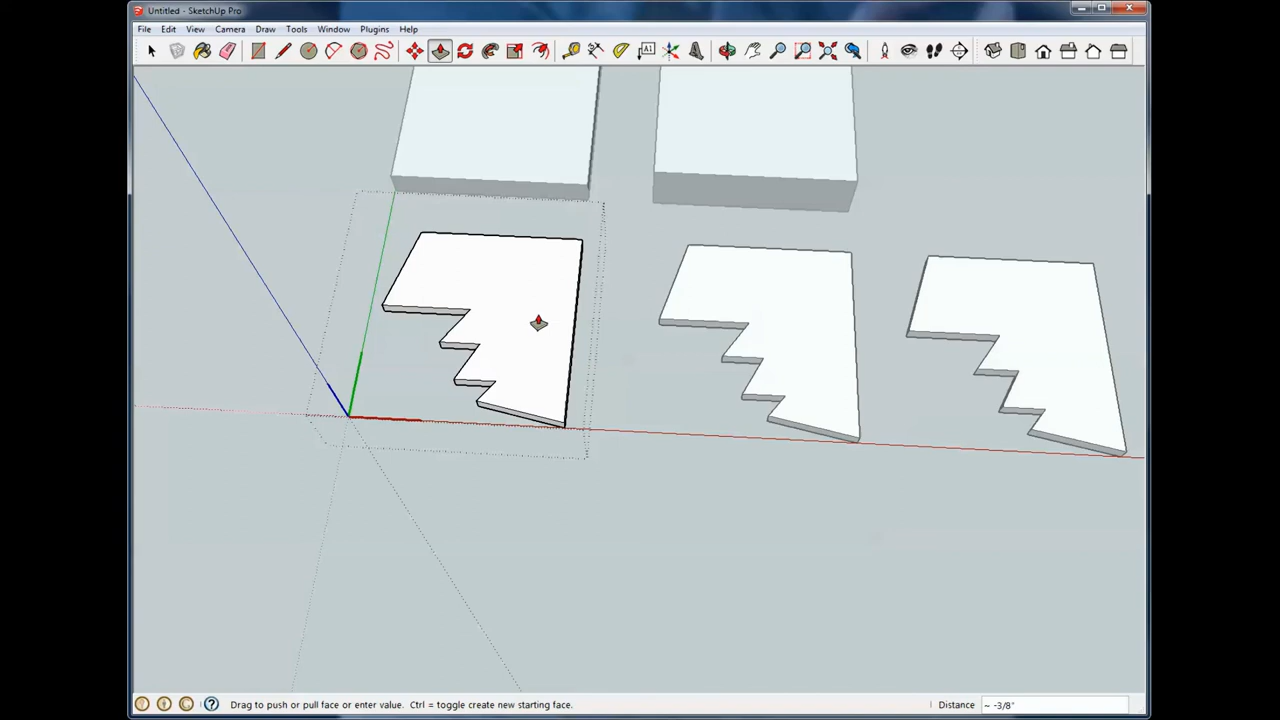 Untitled - SketchUp Pro
File Edit View Camera Draw Tools Window Plugins Help
A1
Drag to push or pull face or enter value. Ctrl = toggle create new starting face. Distance ~ -3/8"